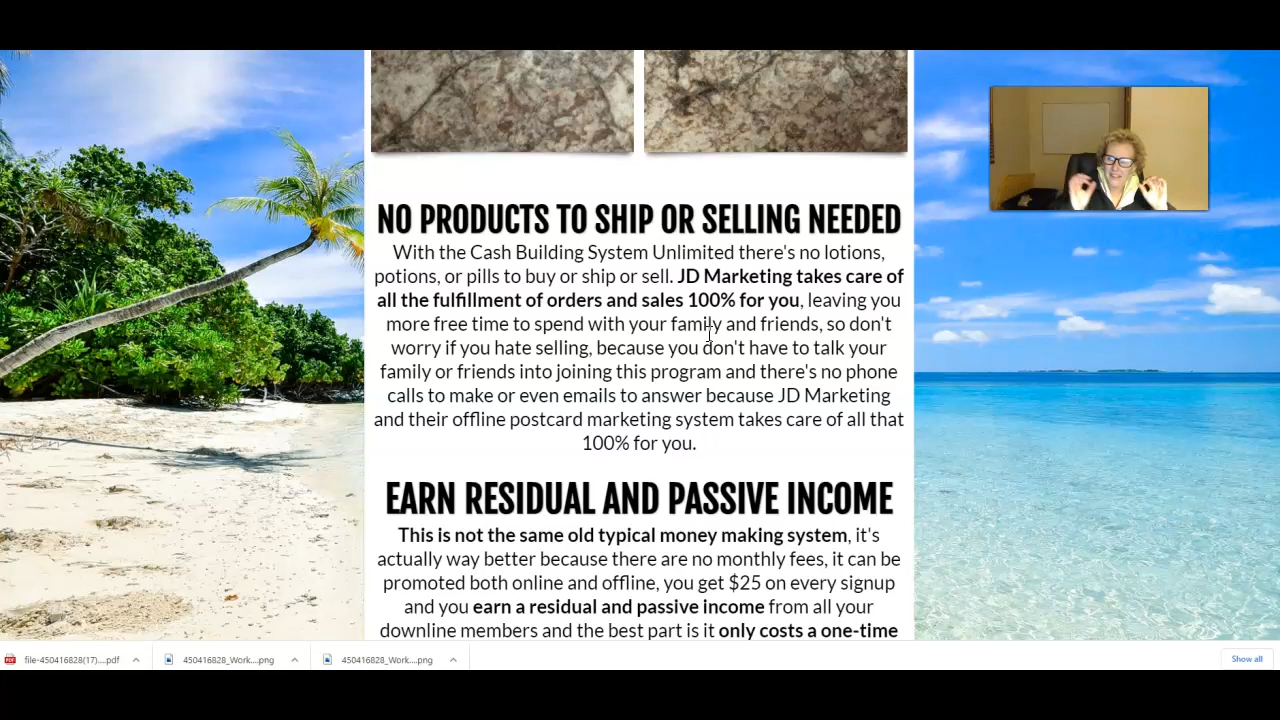 NO PRODUCTS TO SHIP OR SELLING NEEDED
With the Cash Building System Unlimited there's no lotions,
potions, or pills to buy or ship or sell. JD Marketing takes care of
all the fulfillment of orders and sales 100% for you, leaving you
more free time to spend with your family and friends, so don't
worry if you hate selling, because you don't have to talk your
family or friends into joining this program and there's no phone
calls to make or even emails to answer because JD Marketing
and their offline postcard marketing system takes care of all that
100% for you.
EARN RESIDUAL AND PASSIVE INCOME
This is not the same old typical money making system, it's
actually way better because there are no monthly fees, it can be
promoted both online and offline, you get $25 on every signup
and you earn a residual and passive income from all your
downline members and the best part is it only costs a one-time
file-450416828(17)....pdf
450416828_Work....png
450416828_Work....png
Show all